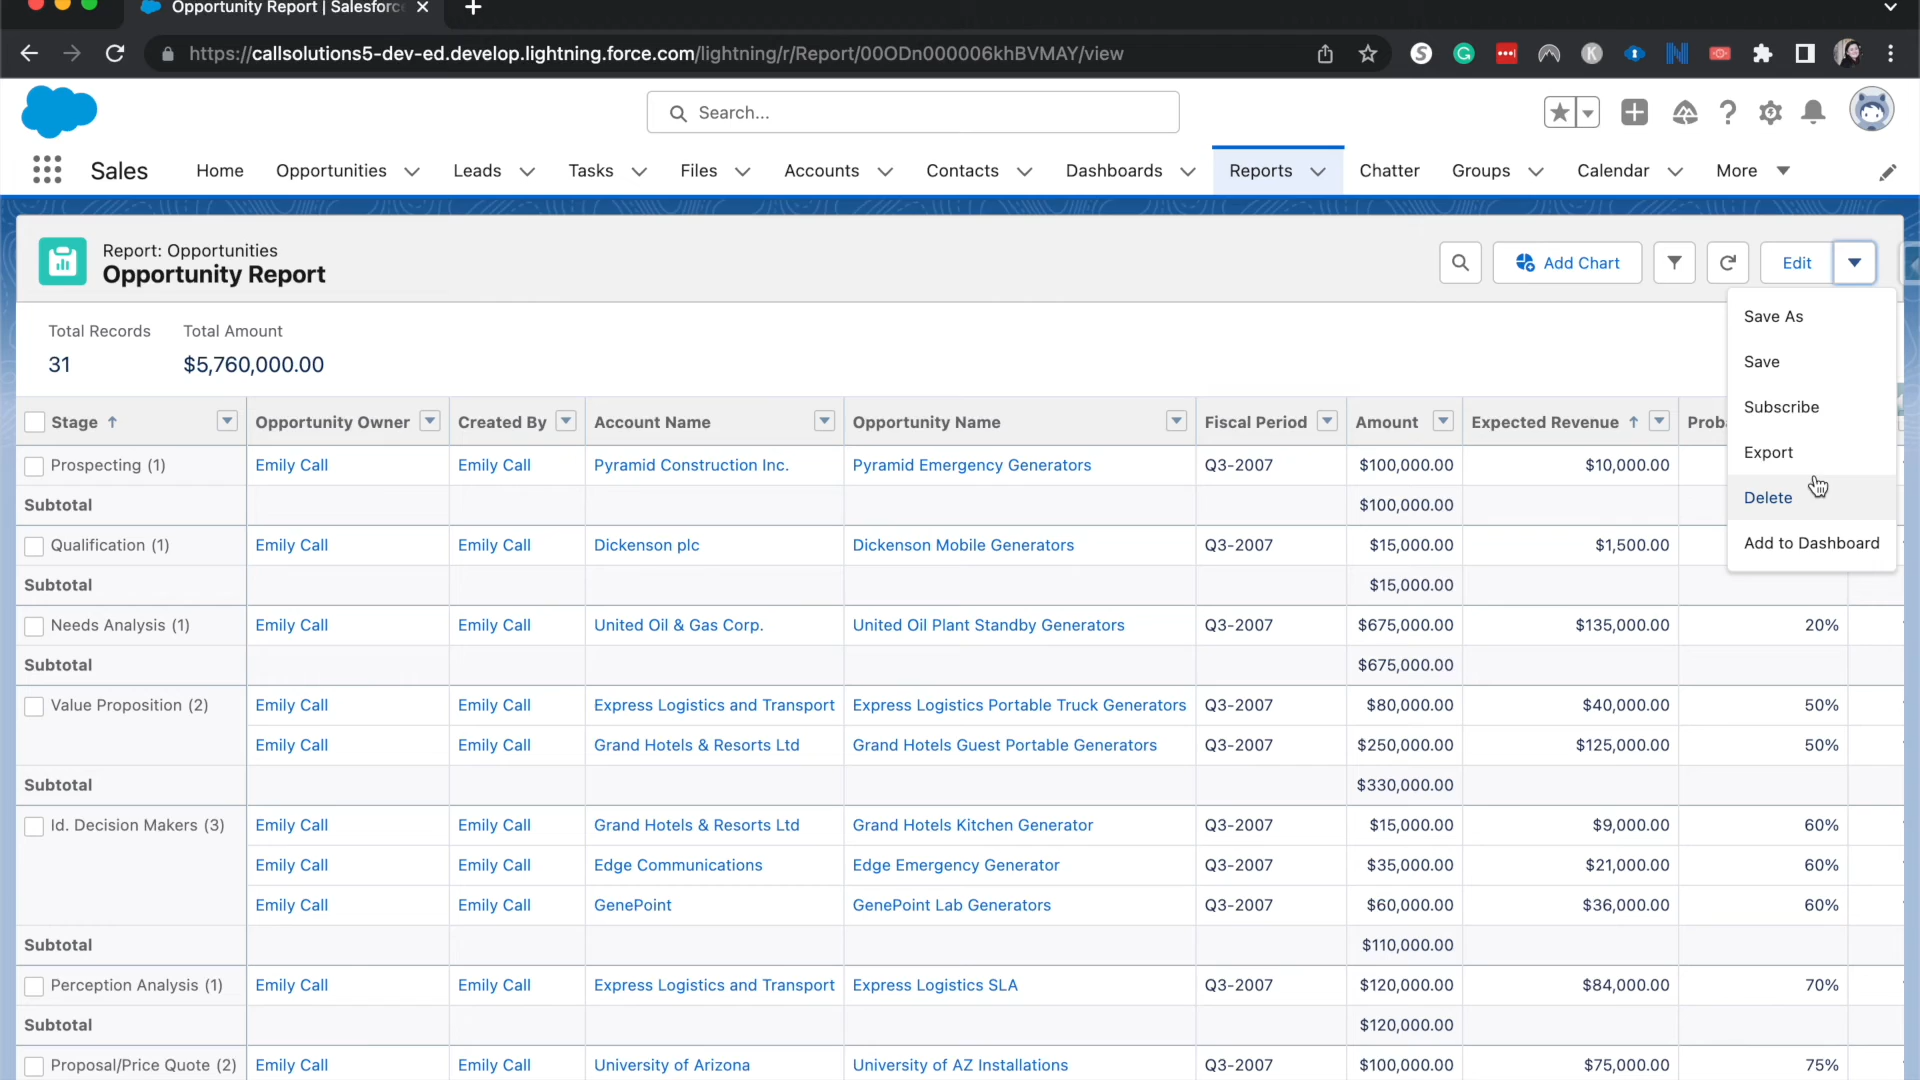 Opportunity Report | Salesforce
https://callsolutions5-dev-ed.develop.lightning.force.com/lightning/r/Report/00ODn000006khBVMAY/view
Search...
Sales Home Opportunities Leads Tasks Files Accounts Contacts Dashboards Reports Chatter Groups Calendar More
Report: Opportunities
Opportunity Report
Add Chart Edit
Save As
Save
Subscribe
Export
Delete
Add to Dashboard
Total Records Total Amount
31 $5,760,000.00
Stage Opportunity Owner Created By Account Name Opportunity Name Fiscal Period Amount Expected Revenue
Prospecting (1) Emily Call Emily Call Pyramid Construction Inc. Pyramid Emergency Generators Q3-2007 $100,000.00 $10,000.00
Subtotal $100,000.00
Qualification (1) Emily Call Emily Call Dickenson plc Dickenson Mobile Generators Q3-2007 $15,000.00 $1,500.00
Subtotal $15,000.00
Needs Analysis (1) Emily Call Emily Call United Oil & Gas Corp. United Oil Plant Standby Generators Q3-2007 $675,000.00 $135,000.00 20%
Subtotal $675,000.00
Value Proposition (2) Emily Call Emily Call Express Logistics and Transport Express Logistics Portable Truck Generators Q3-2007 $80,000.00 $40,000.00 50%
Emily Call Emily Call Grand Hotels & Resorts Ltd Grand Hotels Guest Portable Generators Q3-2007 $250,000.00 $125,000.00 50%
Subtotal $330,000.00
Id. Decision Makers (3) Emily Call Emily Call Grand Hotels & Resorts Ltd Grand Hotels Kitchen Generator Q3-2007 $15,000.00 $9,000.00 60%
Emily Call Emily Call Edge Communications Edge Emergency Generator Q3-2007 $35,000.00 $21,000.00 60%
Emily Call Emily Call GenePoint GenePoint Lab Generators Q3-2007 $60,000.00 $36,000.00 60%
Subtotal $110,000.00
Perception Analysis (1) Emily Call Emily Call Express Logistics and Transport Express Logistics SLA Q3-2007 $120,000.00 $84,000.00 70%
Subtotal $120,000.00
Proposal/Price Quote (2) Emily Call Emily Call University of Arizona University of AZ Installations Q3-2007 $100,000.00 $75,000.00 75%